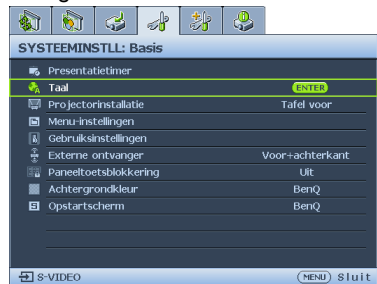 SYSTEEMINSTLL: Basis
Presentatietimer
Taal ENTER
Projectorinstallatie Tafel voor
Menu-instellingen
Gebruiksinstellingen
Externe ontvanger Voor+achterkant
Paneeltoetsblokkering Uit
Achtergrondkleur BenQ
Opstartscherm BenQ
S-VIDEO MENU Sluit